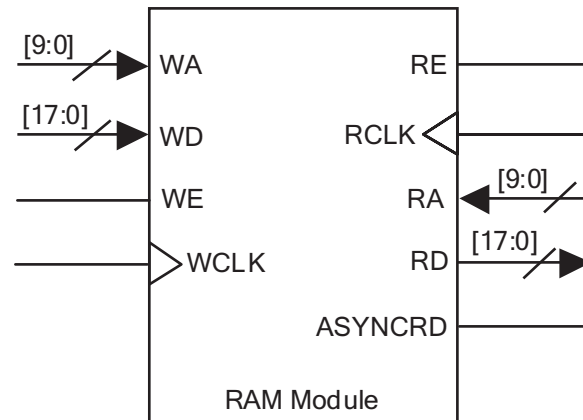 [9:0]
WA
RE
[17:0]
WD
RCLK
WE
RA
[9:0]
WCLK
RD
[17:0]
ASYNCRD
RAM Module